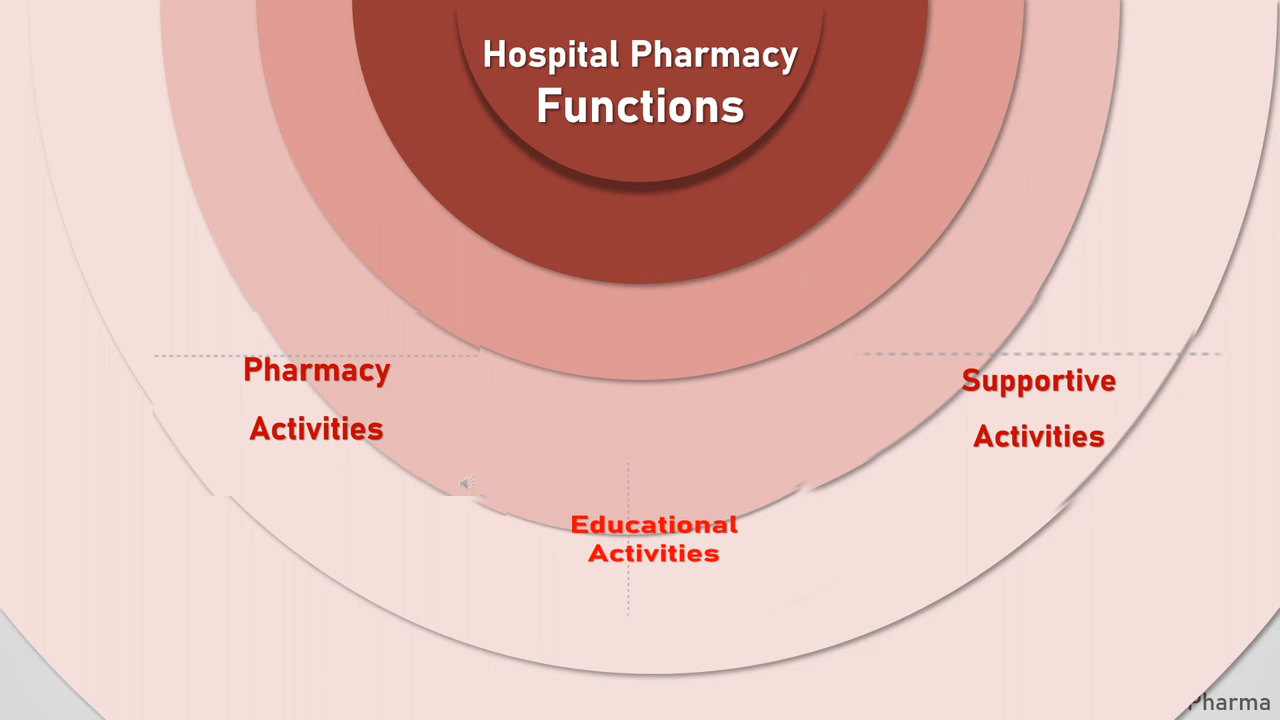 Hospital Pharmacy
Functions
Pharmacy
Activities
Supportive
Activities
Educational
Activities
Pharma